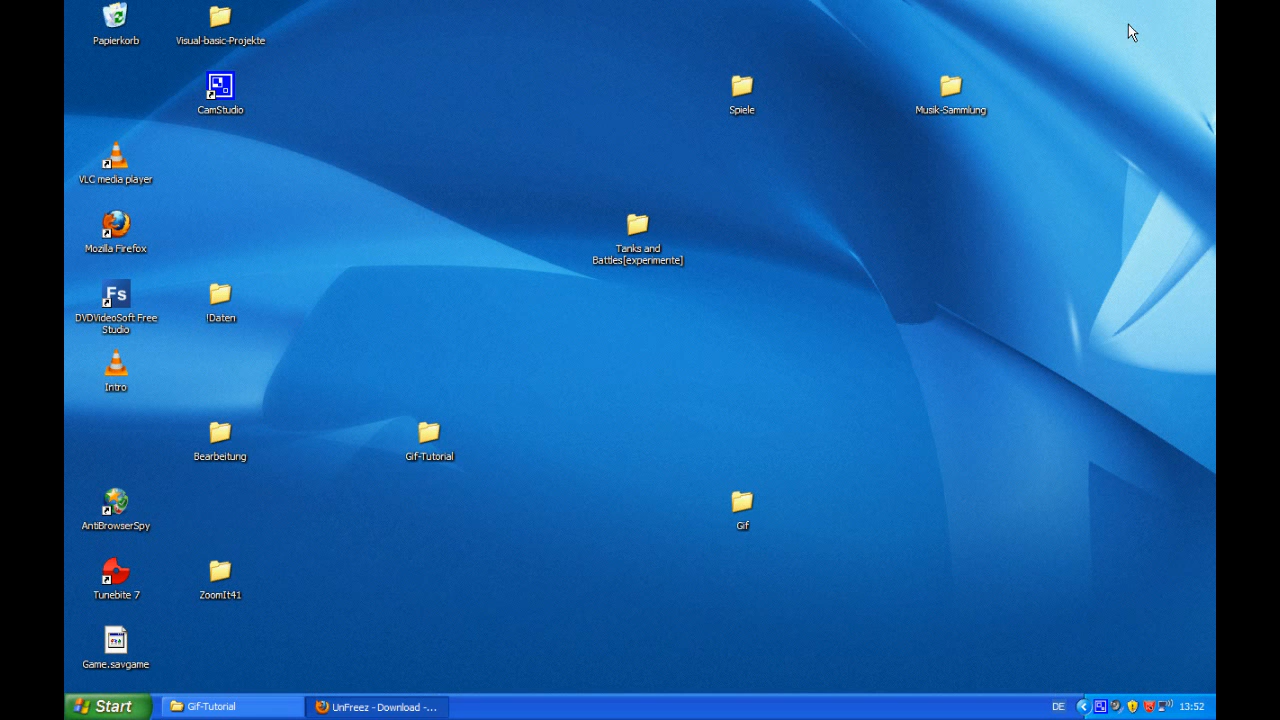 Papierkorb
Visual-basic-Projekte
CamStudio
Spiele
Musik-Sammlung
VLC media player
Mozilla Firefox
Tanks and
Battles[experimente]
Fs
DVDVideoSoft Free
Studio
!Daten
Intro
Bearbeitung
Gif-Tutorial
AntiBrowserSpy
Gif
Tunebite 7
ZoomIt41
Game.savgame
Start
Gif-Tutorial
UnFreez - Download -...
DE
13:52